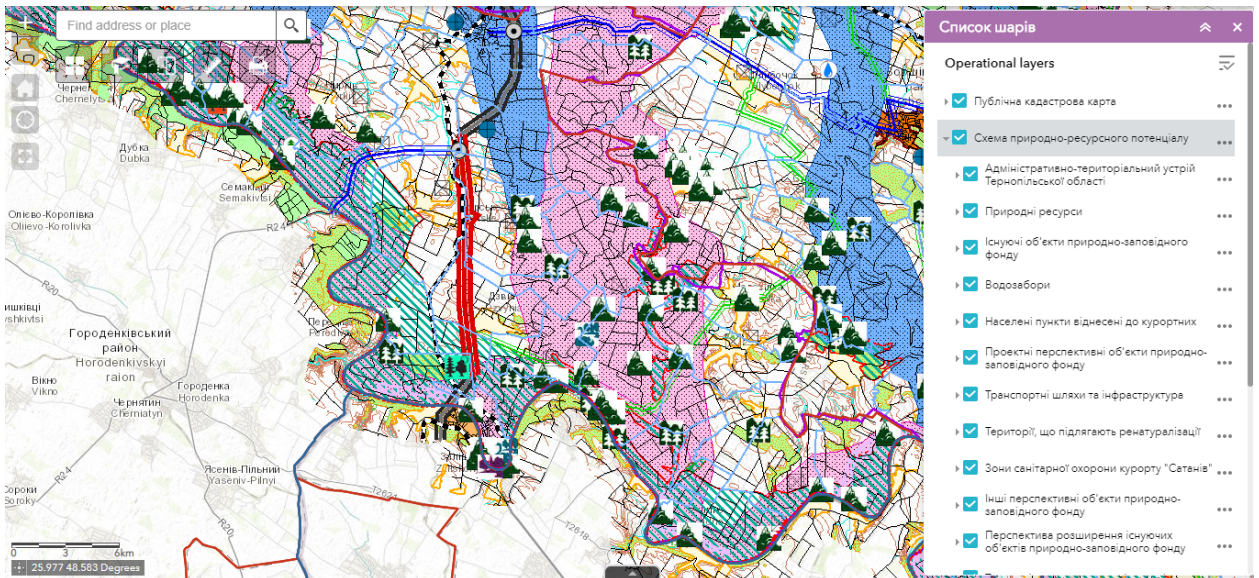 Find address or place
Список шарів
Operational layers
Публічна кадастрова карта
Схема природно-ресурсного потенціалу
Адміністративно-територіальний устрій
Тернопільської області
Природні ресурси
Існуючі об'єкти природно-заповідного
фонду
Водозабори
Населені пункти віднесені до курортних
Проектні перспективні об'єкти природно-
заповідного фонду
Транспортні шляхи та інфраструктура
Території, що підлягають ренатуралізації
Зони санітарної охорони курорту "Сатанів"
Інші перспективні об'єкти природно-
заповідного фонду
Перспектива розширення існуючих
об'єктів природно-заповідного фонду
Chernelyts
Дубка
Dubka
Semakivtsi
Олієво-Королівка
Oliievo-Korolivka
R24
R20
Городенківський
район
Horodenkivskyi
raion
Вікно
Vikno
Городенка
Horodenka
Чернятин
Cherniatyn
Ясенів-Пільний
Yaseniv-Pilnyi
R24
R20
T2621
T2618
Soroky
0 3 6km
25.977 48.583 Degrees